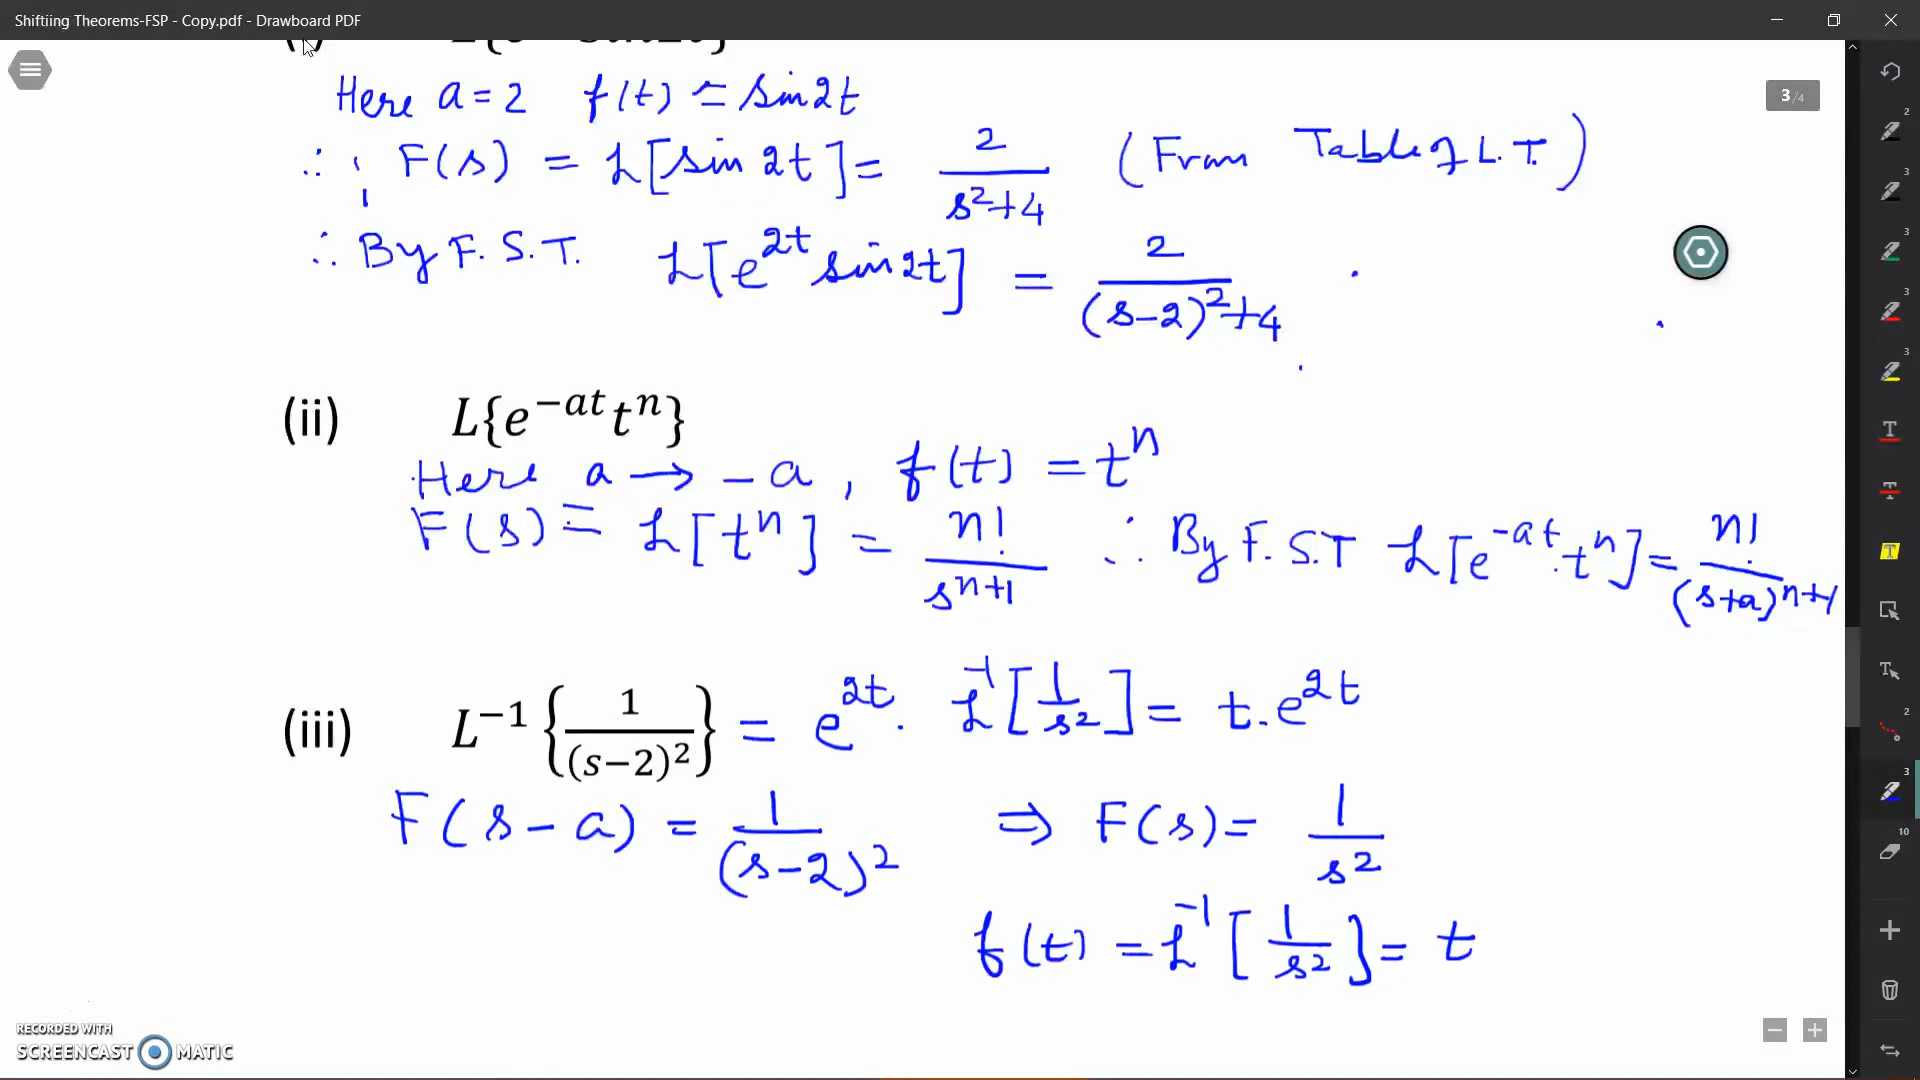 Shiftiing Theorems-FSP - Copy.pdf - Drawboard PDF
Here a = 2 f(t) = sin 2t
3/4
∴ F(s) = L[sin 2t] = 2/(s²+4) (From Table of L.T.)
∴ By F.S.T. L[e^{2t} sin 2t] = 2/((s-2)²+4)
(ii) L{e^{-at} t^n}
Here a → -a, f(t) = t^n
F(s) = L[t^n] = n!/s^{n+1} ∴ By F.S.T L[e^{-at}.t^n] = n!/(s+a)^{n+1}
(iii) L^{-1}{1/(s-2)²} = e^{2t}. L^{-1}[1/s²] = t.e^{2t}
F(s-a) = 1/(s-2)² ⇒ F(s) = 1/s²
f(t) = L^{-1}[1/s²] = t
RECORDED WITH
SCREENCAST MATIC